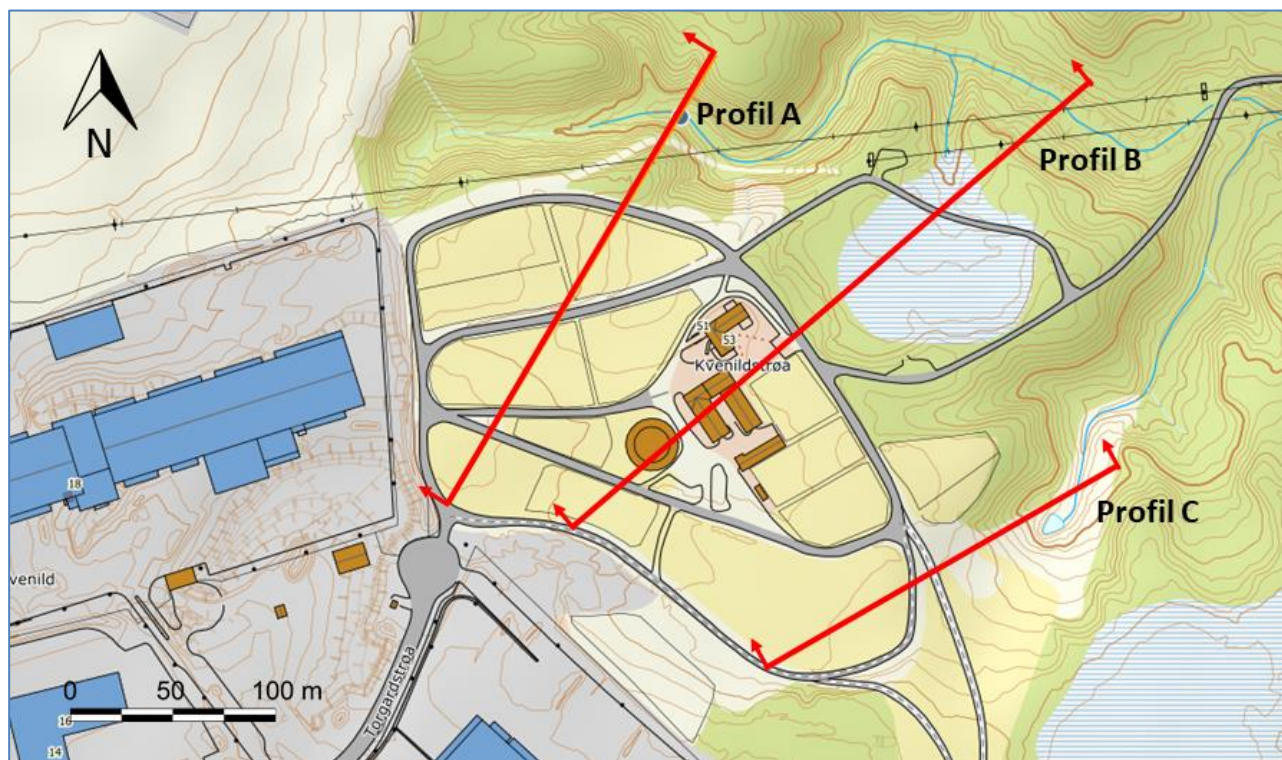 Profil A
N
Profil B
51
53
Kvenildstrøa
18
Profil C
venild
0 50 100 m
Torgardstrøa
16
14